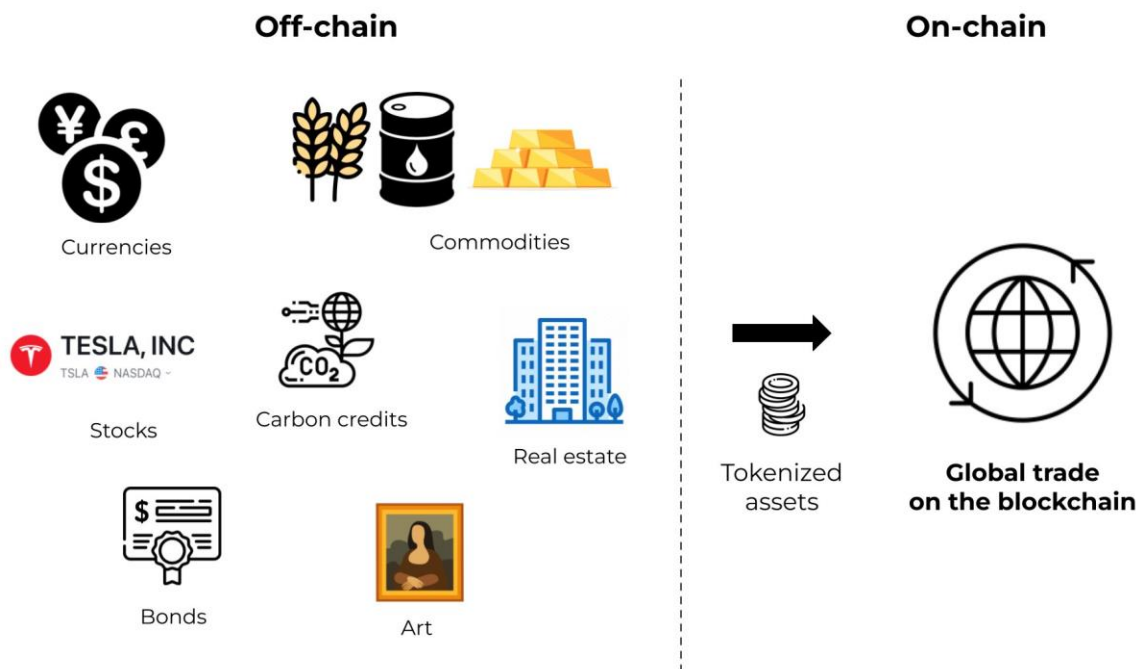 Off-chain
On-chain
¥ £
$
Currencies
Commodities
TESLA, INC
TSLA NASDAQ
Stocks
CO2
Carbon credits
Real estate
$
Bonds
Art
Tokenized
assets
Global trade
on the blockchain